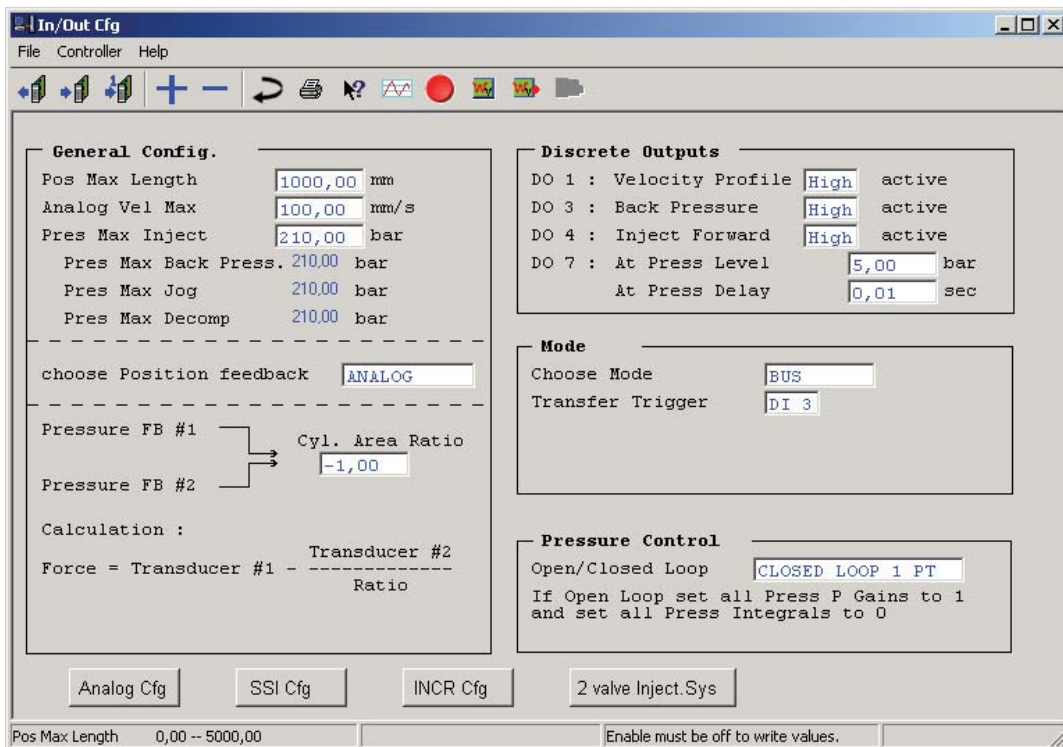 In/Out Cfg
File Controller Help
General Config.
Pos Max Length 1000,00 mm
Analog Vel Max 100,00 mm/s
Pres Max Inject 210,00 bar
Pres Max Back Press. 210,00 bar
Pres Max Jog 210,00 bar
Pres Max Decomp 210,00 bar
choose Position feedback ANALOG
Pressure FB #1
Cyl. Area Ratio
-1,00
Pressure FB #2
Calculation :
Force = Transducer #1 - Transducer #2
Ratio
Discrete Outputs
DO 1 : Velocity Profile High active
DO 3 : Back Pressure High active
DO 4 : Inject Forward High active
DO 7 : At Press Level 5,00 bar
At Press Delay 0,01 sec
Mode
Choose Mode BUS
Transfer Trigger DI 3
Pressure Control
Open/Closed Loop CLOSED LOOP 1 PT
If Open Loop set all Press P Gains to 1
and set all Press Integrals to 0
Analog Cfg SSI Cfg INCR Cfg 2 valve Inject.Sys
Pos Max Length 0,00 -- 5000,00 Enable must be off to write values.